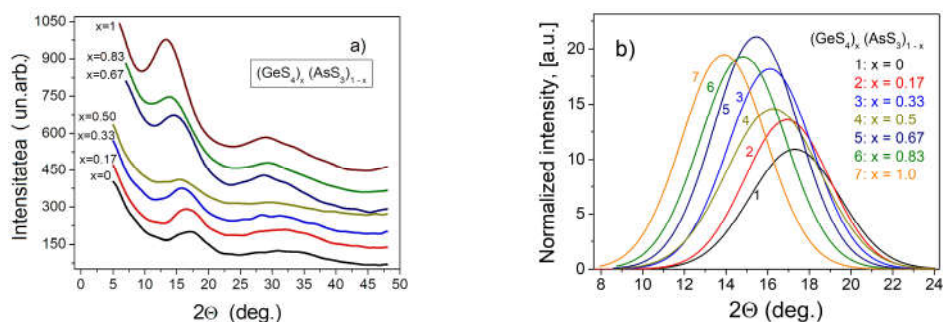 a)
(GeS₄)ₓ (AsS₃)₁₋ₓ
Intensitatea ( un.arb.)
1050
900
750
600
450
300
150
x=1
x=0.83
x=0.67
x=0.50
x=0.33
x=0.17
x=0
0 5 10 15 20 25 30 35 40 45 50
2Θ (deg.)
b)
(GeS₄)ₓ (AsS₃)₁₋ₓ
1: x = 0
2: x = 0.17
3: x = 0.33
4: x = 0.5
5: x = 0.67
6: x = 0.83
7: x = 1.0
Normalized intensity, [a.u.]
20
15
10
5
0
7
6
5
3
4
2
1
8 10 12 14 16 18 20 22 24
2Θ (deg.)